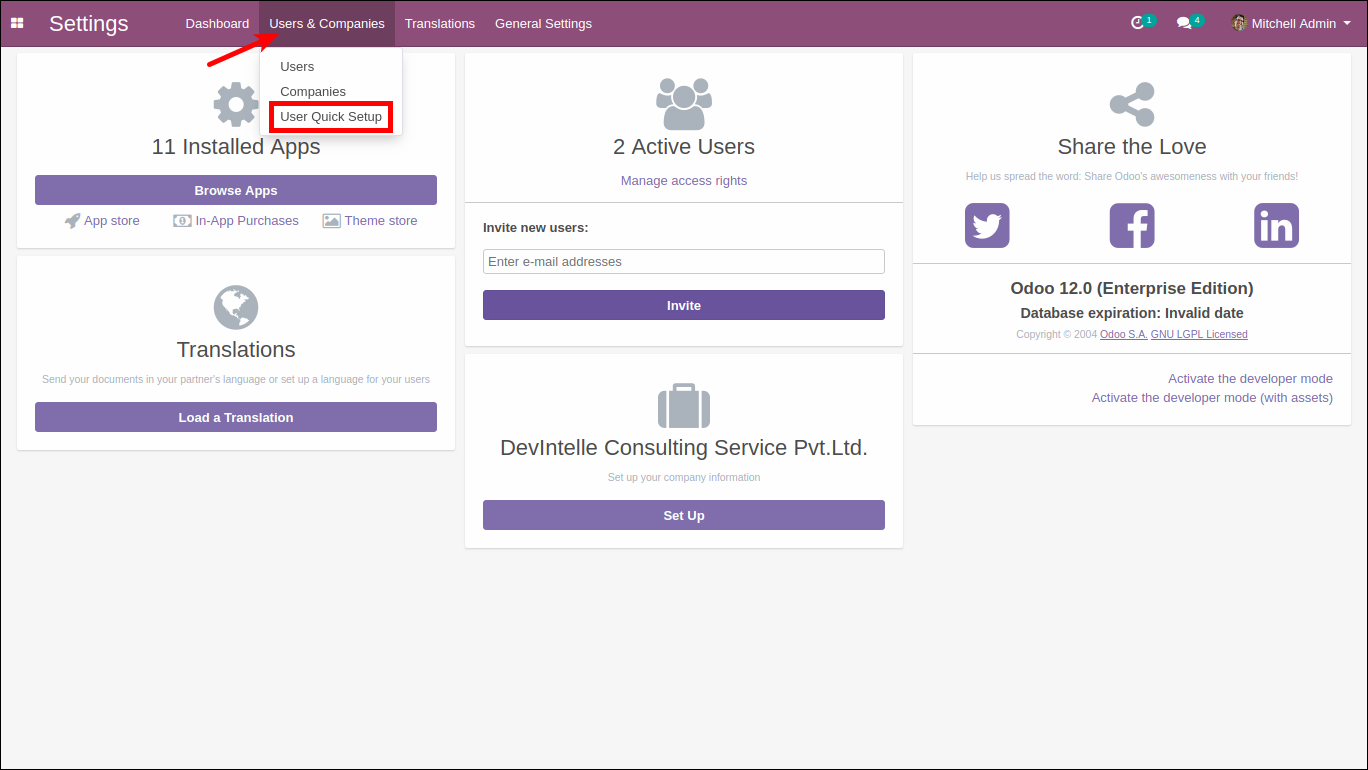 Settings
Dashboard
Users & Companies
Translations
General Settings
1
4
Mitchell Admin
Users
Companies
User Quick Setup
11 Installed Apps
Browse Apps
App store
In-App Purchases
Theme store
Translations
Send your documents in your partner's language or set up a language for your users
Load a Translation
2 Active Users
Manage access rights
Invite new users:
Enter e-mail addresses
Invite
DevIntelle Consulting Service Pvt.Ltd.
Set up your company information
Set Up
Share the Love
Help us spread the word: Share Odoo's awesomeness with your friends!
Odoo 12.0 (Enterprise Edition)
Database expiration: Invalid date
Copyright © 2004 Odoo S.A. GNU LGPL Licensed
Activate the developer mode
Activate the developer mode (with assets)